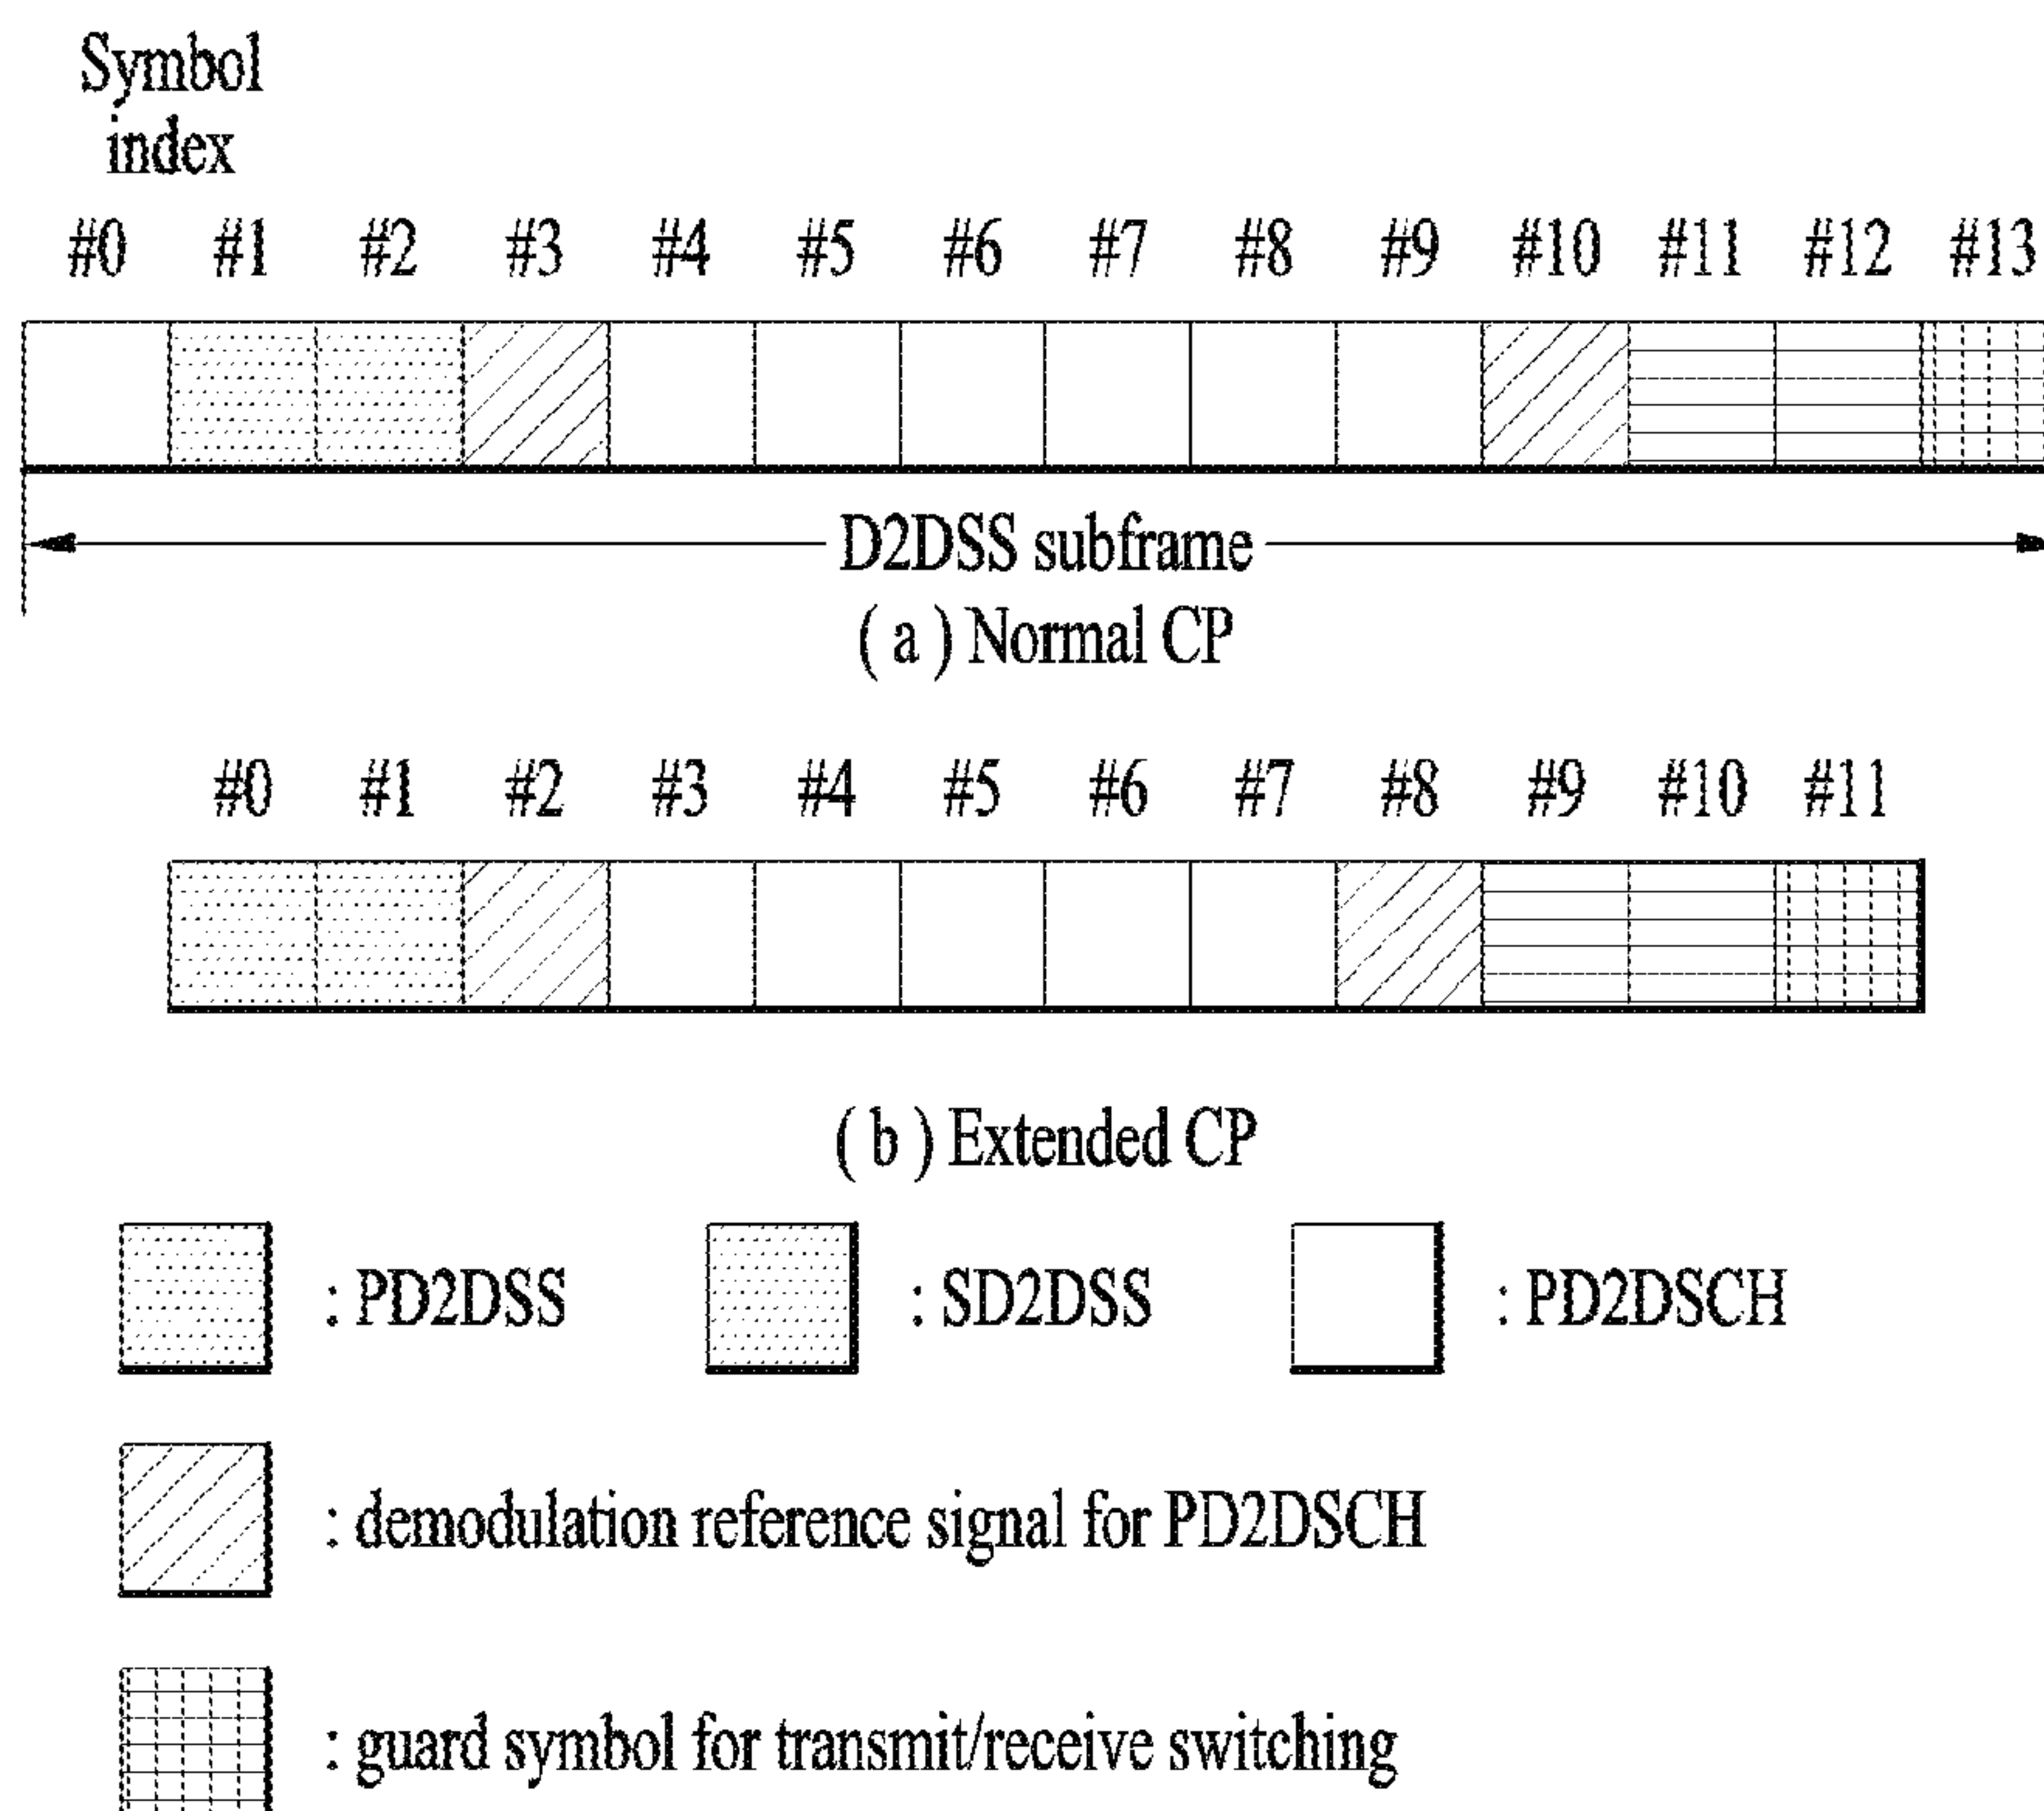 Symbol
index
#0 #1 #2 #3 #4 #5 #6 #7 #8 #9 #10 #11 #12 #13
D2DSS subframe
( a ) Normal CP
#0 #1 #2 #3 #4 #5 #6 #7 #8 #9 #10 #11
( b ) Extended CP
: PD2DSS : SD2DSS : PD2DSCH
: demodulation reference signal for PD2DSCH
: guard symbol for transmit/receive switching